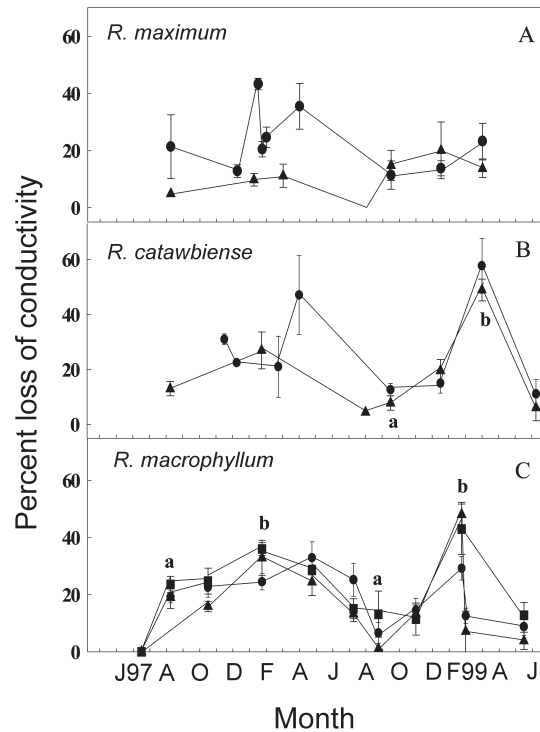 Percent loss of conductivity
R. maximum
A
60
40
20
0
R. catawbiense
B
60
40
20
0
a
b
R. macrophyllum
C
60
40
20
0
a
b
a
b
J97 A O D F A J A O D F99 A J
Month